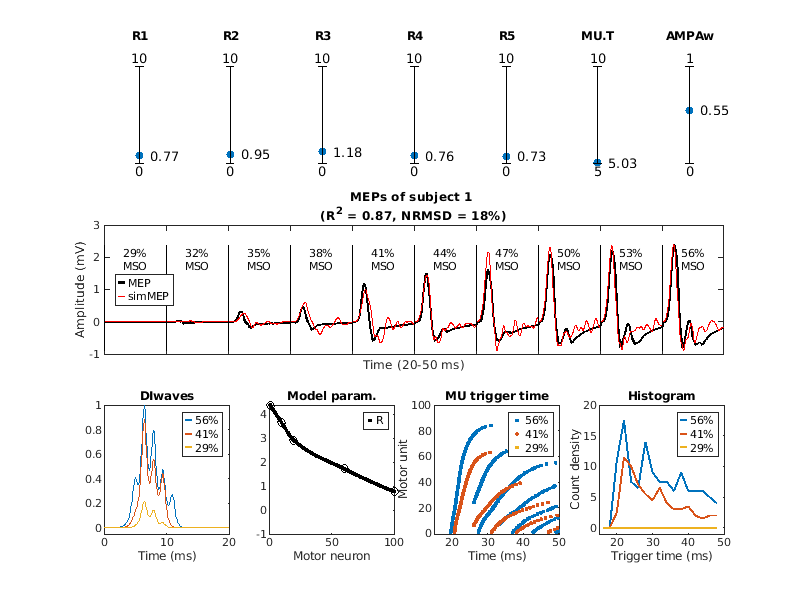 R1 R2 R3 R4 R5 MU.T AMPAw
10 10 10 10 10 10 1
0.77 0.95 1.18 0.76 0.73 5.03 0.55
0 0 0 0 0 5 0
MEPs of subject 1
(R² = 0.87, NRMSD = 18%)
3
2
1
0
-1
Amplitude (mV)
29% 32% 35% 38% 41% 44% 47% 50% 53% 56%
MSO MSO MSO MSO MSO MSO MSO MSO MSO MSO
MEP
simMEP
Time (20-50 ms)
DIwaves
1
0.8
0.6
0.4
0.2
0
56%
41%
29%
0 10 20
Time (ms)
Model param.
4
3
2
1
0
-1
R
0 50 100
Motor neuron
MU trigger time
100
80
60
40
20
0
Motor unit
56%
41%
29%
20 30 40 50
Time (ms)
Histogram
20
15
10
5
0
Count density
56%
41%
29%
20 30 40 50
Trigger time (ms)